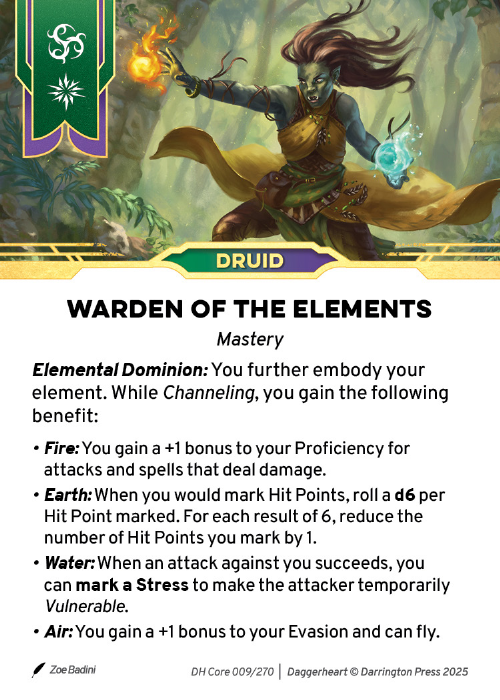 DRUID
WARDEN OF THE ELEMENTS
Mastery
Elemental Dominion: You further embody your
element. While Channeling, you gain the following
benefit:
• Fire: You gain a +1 bonus to your Proficiency for
attacks and spells that deal damage.
• Earth: When you would mark Hit Points, roll a d6 per
Hit Point marked. For each result of 6, reduce the
number of Hit Points you mark by 1.
• Water: When an attack against you succeeds, you
can mark a Stress to make the attacker temporarily
Vulnerable.
• Air: You gain a +1 bonus to your Evasion and can fly.
Zoe Badini
DH Core 009/270 | Daggerheart © Darrington Press 2025